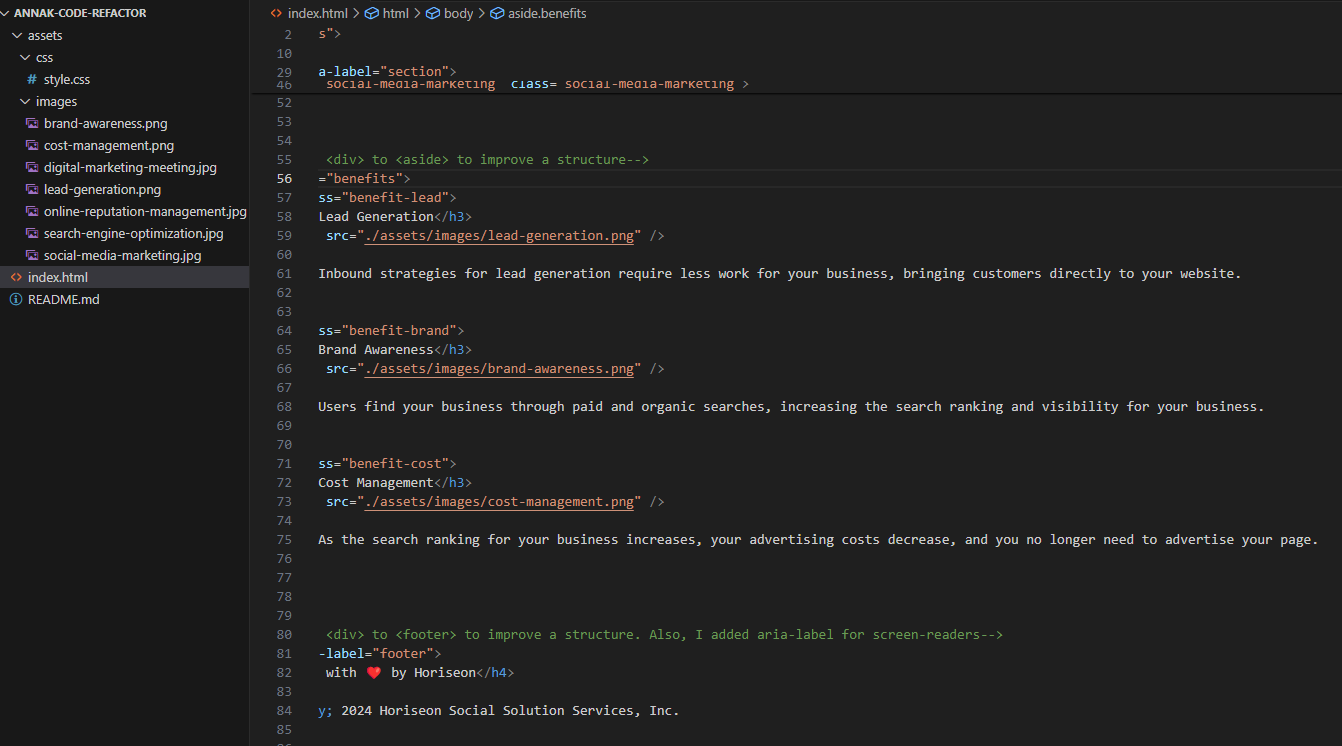 ANNAK-CODE-REFACTOR
assets
css
# style.css
images
brand-awareness.png
cost-management.png
digital-marketing-meeting.jpg
lead-generation.png
online-reputation-management.jpg
search-engine-optimization.jpg
social-media-marketing.jpg
<> index.html
README.md
<> index.html > html > body > aside.benefits
2 s">
10
29 a-label="section">
46 social-media-marketing class= social-media-marketing >
52
53
54
55 <div> to <aside> to improve a structure-->
56 ="benefits">
57 ss="benefit-lead">
58 Lead Generation</h3>
59 src="./assets/images/lead-generation.png" />
60
61 Inbound strategies for lead generation require less work for your business, bringing customers directly to your website.
62
63
64 ss="benefit-brand">
65 Brand Awareness</h3>
66 src="./assets/images/brand-awareness.png" />
67
68 Users find your business through paid and organic searches, increasing the search ranking and visibility for your business.
69
70
71 ss="benefit-cost">
72 Cost Management</h3>
73 src="./assets/images/cost-management.png" />
74
75 As the search ranking for your business increases, your advertising costs decrease, and you no longer need to advertise your page.
76
77
78
79
80 <div> to <footer> to improve a structure. Also, I added aria-label for screen-readers-->
81 -label="footer">
82 with ❤️ by Horiseon</h4>
83
84 y; 2024 Horiseon Social Solution Services, Inc.
85